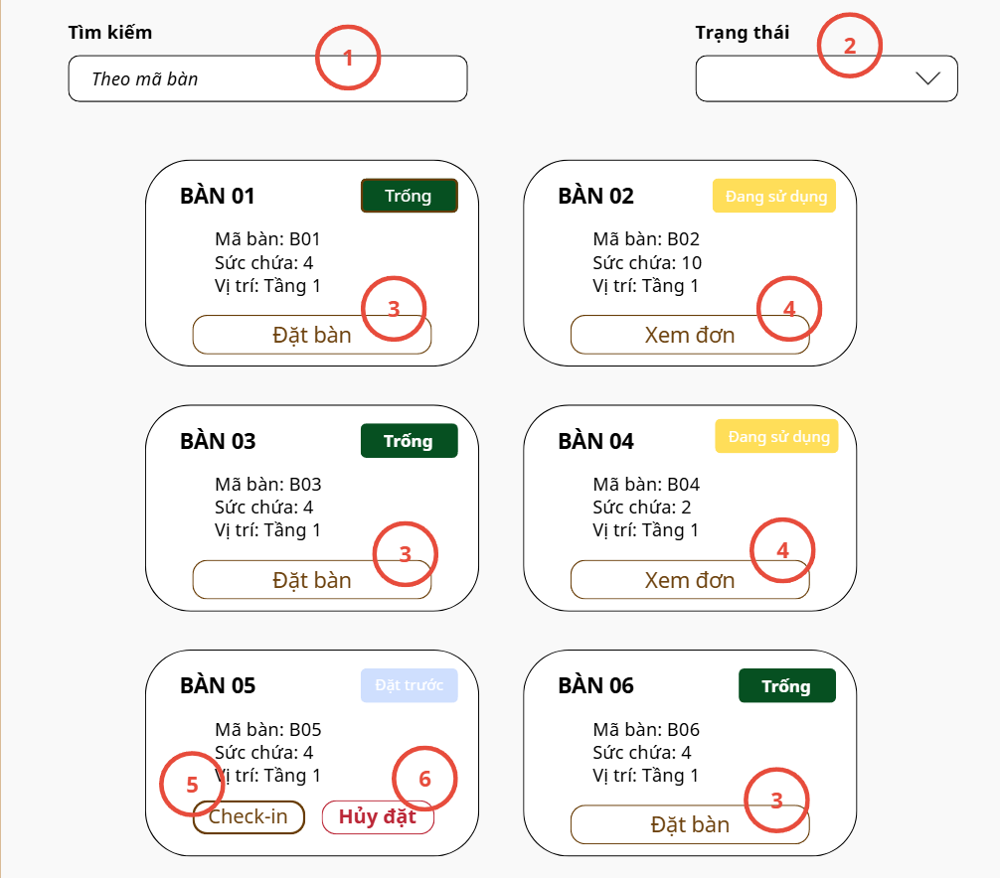 Tìm kiếm
1
Theo mã bàn
Trạng thái
2
BÀN 01
Trống
Mã bàn: B01
Sức chứa: 4
Vị trí: Tầng 1
3
Đặt bàn
BÀN 02
Đang sử dụng
Mã bàn: B02
Sức chứa: 10
Vị trí: Tầng 1
4
Xem đơn
BÀN 03
Trống
Mã bàn: B03
Sức chứa: 4
Vị trí: Tầng 1
3
Đặt bàn
BÀN 04
Đang sử dụng
Mã bàn: B04
Sức chứa: 2
Vị trí: Tầng 1
4
Xem đơn
BÀN 05
Đặt trước
Mã bàn: B05
Sức chứa: 4
Vị trí: Tầng 1
5
6
Check-in
Hủy đặt
BÀN 06
Trống
Mã bàn: B06
Sức chứa: 4
Vị trí: Tầng 1
3
Đặt bàn